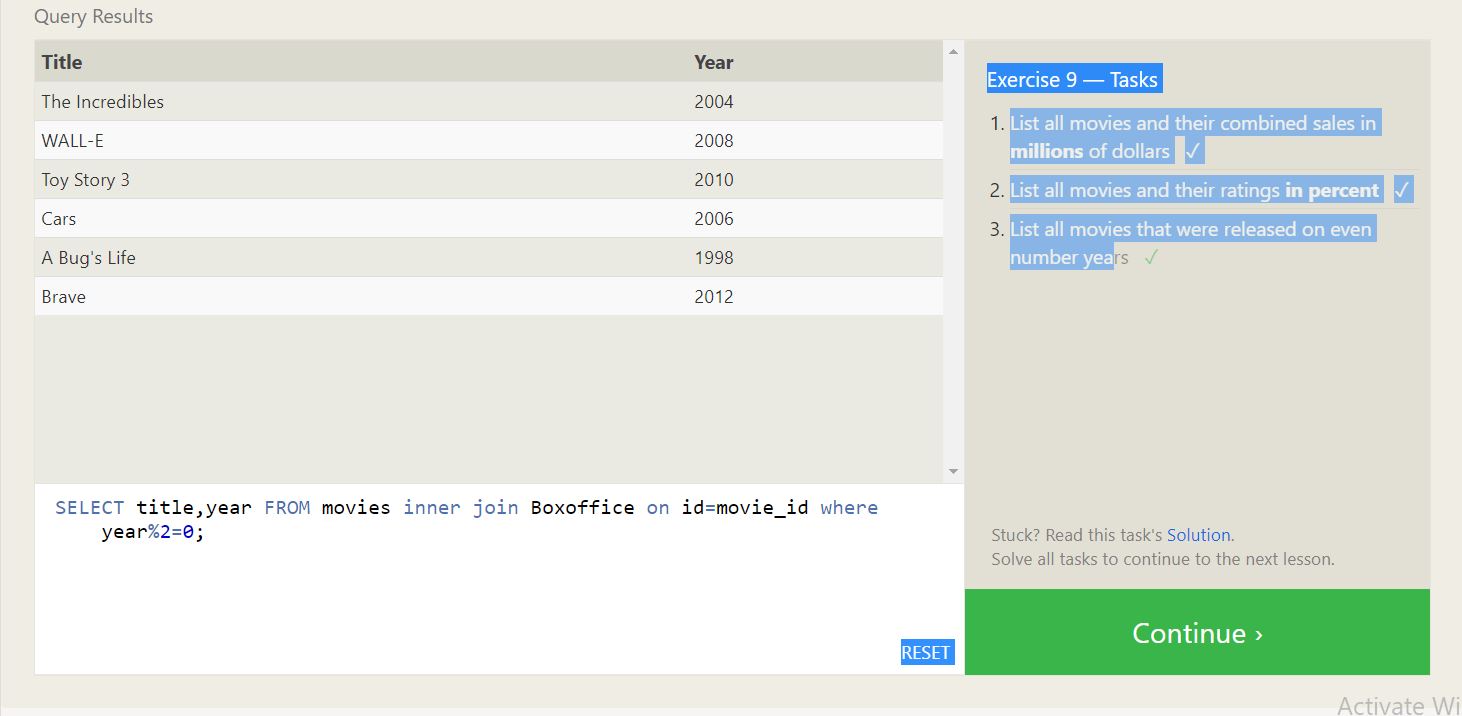 Query Results
Title Year
The Incredibles 2004
WALL-E 2008
Toy Story 3 2010
Cars 2006
A Bug's Life 1998
Brave 2012
SELECT title,year FROM movies inner join Boxoffice on id=movie_id where
year%2=0;
RESET
Exercise 9 — Tasks
1. List all movies and their combined sales in
millions of dollars ✓
2. List all movies and their ratings in percent ✓
3. List all movies that were released on even
number years ✓
Stuck? Read this task's Solution.
Solve all tasks to continue to the next lesson.
Continue ›
Activate Wi